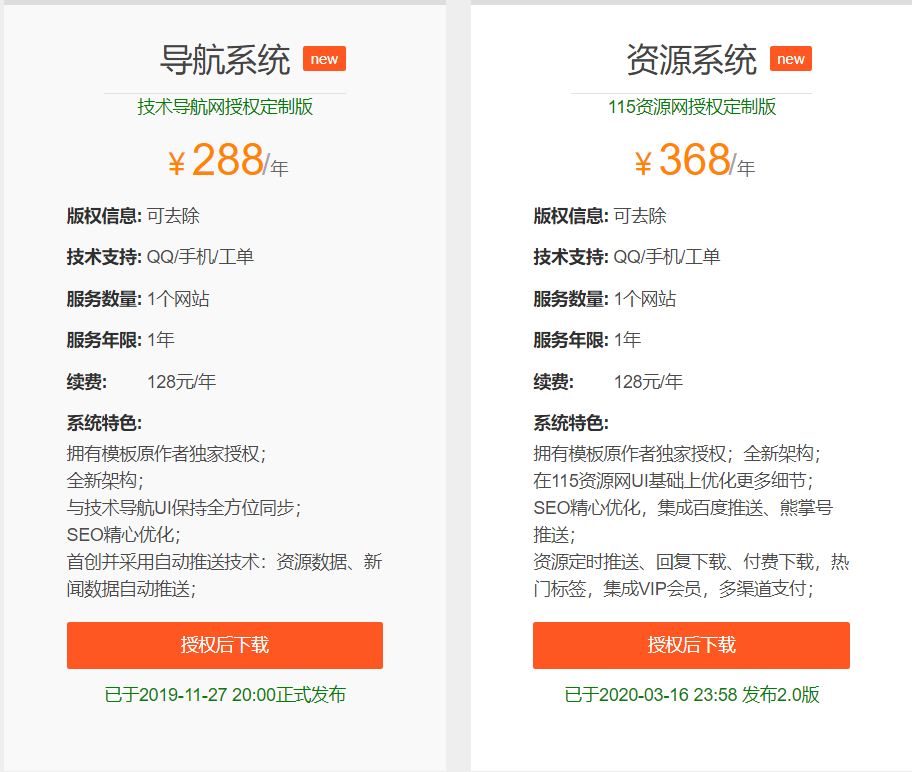 导航系统 new
技术导航网授权定制版
￥288/年
版权信息: 可去除
技术支持: QQ/手机/工单
服务数量: 1个网站
服务年限: 1年
续费: 128元/年
系统特色:
拥有模板原作者独家授权；
全新架构；
与技术导航UI保持全方位同步；
SEO精心优化；
首创并采用自动推送技术：资源数据、新
闻数据自动推送；
授权后下载
已于2019-11-27 20:00正式发布
资源系统 new
115资源网授权定制版
￥368/年
版权信息: 可去除
技术支持: QQ/手机/工单
服务数量: 1个网站
服务年限: 1年
续费: 128元/年
系统特色:
拥有模板原作者独家授权；全新架构；
在115资源网UI基础上优化更多细节；
SEO精心优化，集成百度推送、熊掌号
推送；
资源定时推送、回复下载、付费下载，热
门标签，集成VIP会员，多渠道支付；
授权后下载
已于2020-03-16 23:58 发布2.0版